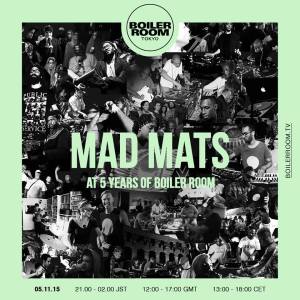 BOILER
ROOM
TOKYO
MAD MATS
AT 5 YEARS OF BOILER ROOM
BOILERROOM.TV
05.11.15 21.00 - 02.00 JST 12:00 - 17:00 GMT 13:00 - 18:00 CET